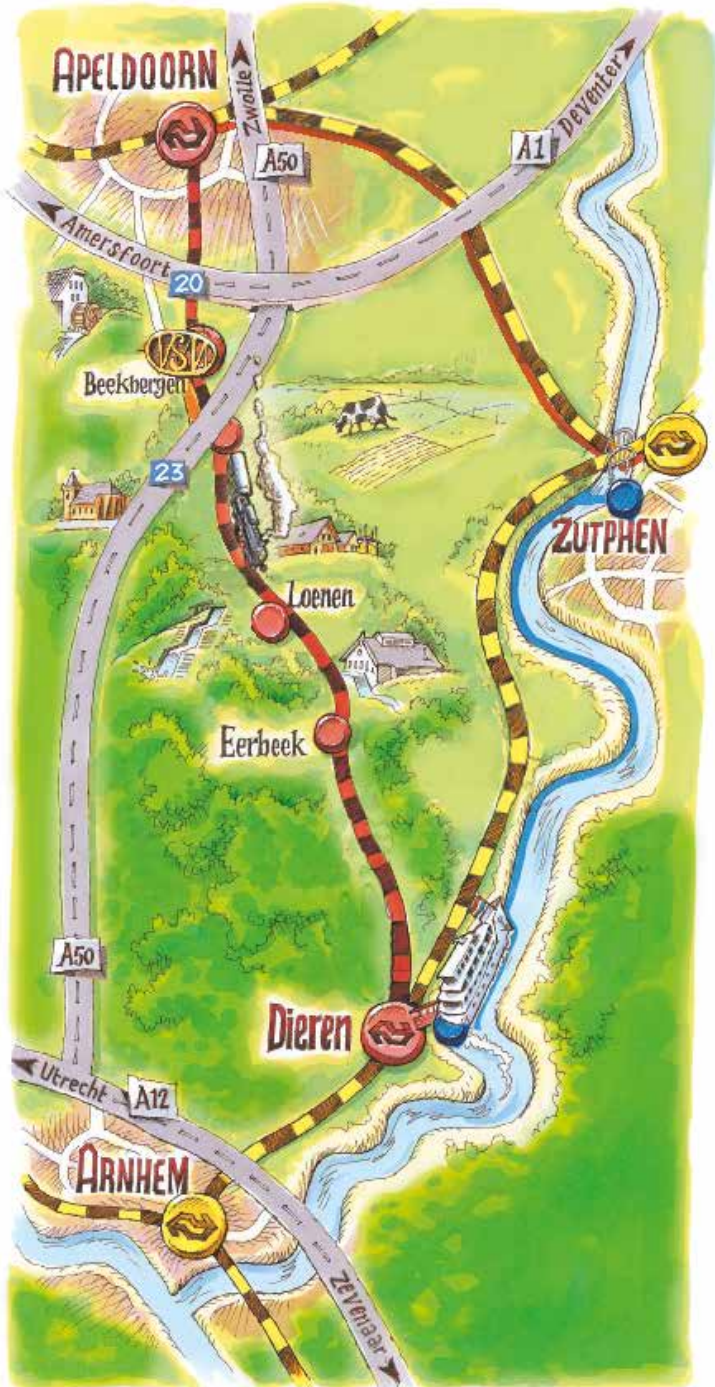 APELDOORN
Zwolle
Deventer
A50
A1
Amersfoort
20
VSM
Beekbergen
23
ZUTPHEN
Loenen
Eerbeek
A50
Dieren
Utrecht
A12
ARNHEM
Zevenaar